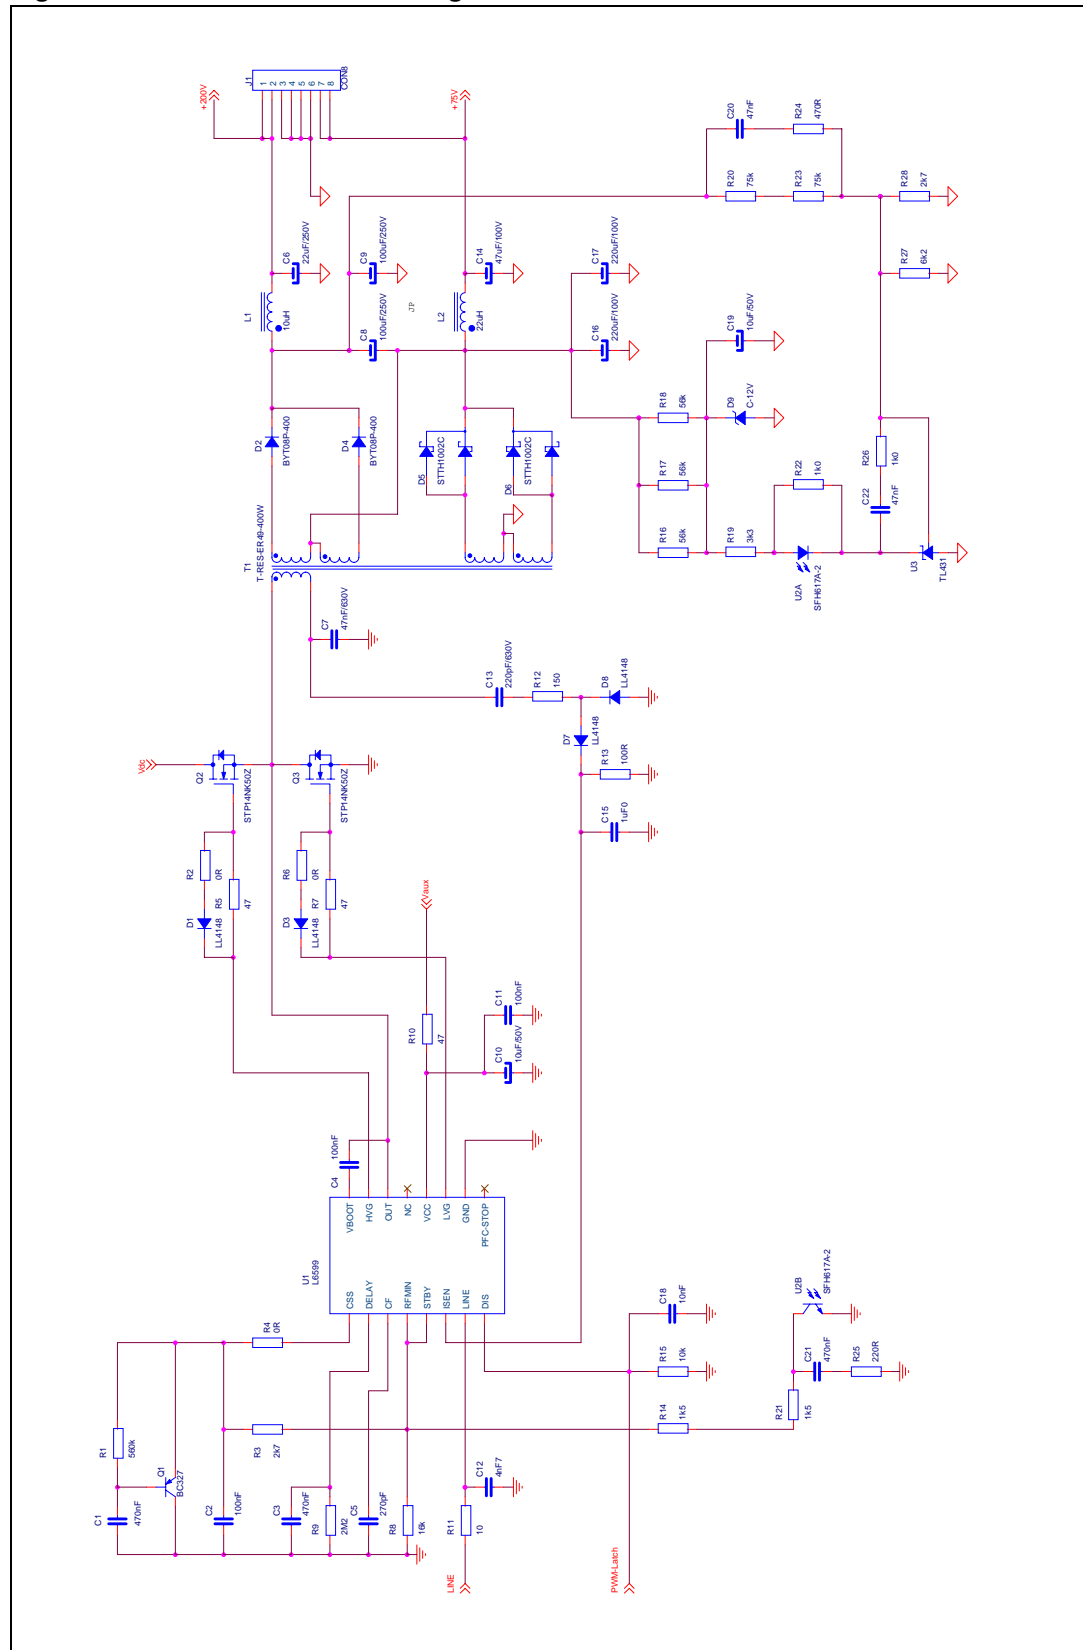 J1
CON8
1
2
3
4
5
6
7
8
+200V
+75V
C20
47nF
R24
470R
R20
75k
R23
75k
R28
2k7
R27
6k2
C6
22uF/250V
C9
100uF/250V
C14
47uF/100V
C17
220uF/100V
L1
10uH
C8
100uF/250V
JP
L2
22uH
C16
220uF/100V
C19
10uF/50V
D2
BYT08P-400
D4
BYT08P-400
D5
STTH1002C
D6
STTH1002C
R18
56k
D9
C-12V
R17
56k
R22
1k0
R26
1k0
C22
47nF
R16
56k
R19
3k3
U2A
SFH617A-2
U3
TL431
T1
T-RES-ER49-400W
C7
47nF/630V
C13
220pF/630V
R12
150
D8
LL4148
D7
LL4148
R13
100R
C15
1uF0
Vdc
Q2
STP14NK50Z
Q3
STP14NK50Z
R2
0R
R5
47
D1
LL4148
R6
0R
R7
47
D3
LL4148
Vaux
R10
47
C11
100nF
C10
10uF/50V
C4
100nF
U1
L6599
VBOOT
HVG
OUT
NC
VCC
LVG
GND
PFC-STOP
CSS
DELAY
CF
RFMIN
STBY
ISEN
LINE
DIS
R4
0R
R1
560k
Q1
BC327
C1
470nF
R3
2k7
C2
100nF
C3
470nF
R9
2M2
C5
270pF
R8
16k
R11
10
C12
4nF7
LINE
PWM-Latch
C18
10nF
R15
10k
R14
1k5
U2B
SFH617A-2
C21
470nF
R25
220R
R21
1k5